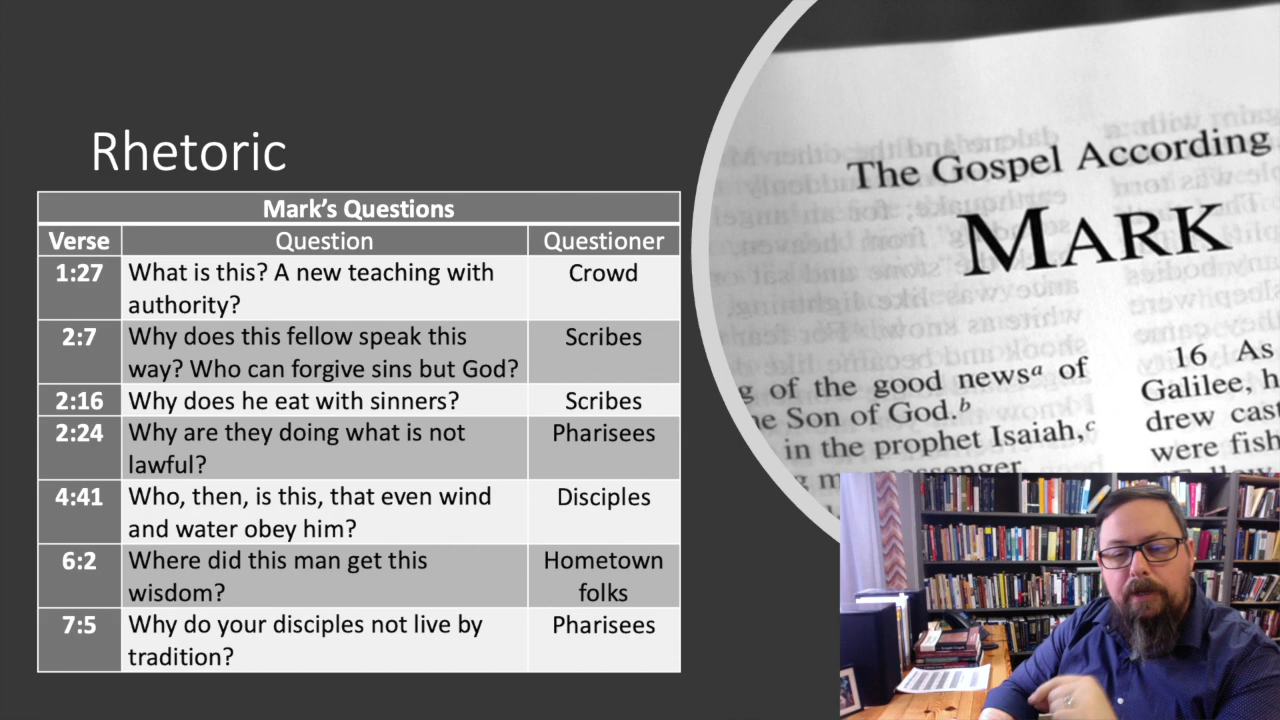 Rhetoric
Mark's Questions
Verse Question Questioner
1:27 What is this? A new teaching with Crowd
authority?
2:7 Why does this fellow speak this Scribes
way? Who can forgive sins but God?
2:16 Why does he eat with sinners? Scribes
2:24 Why are they doing what is not Pharisees
lawful?
4:41 Who, then, is this, that even wind Disciples
and water obey him?
6:2 Where did this man get this Hometown
wisdom? folks
7:5 Why do your disciples not live by Pharisees
tradition?
The Gospel According
MARK
of the good newsᵃ of
Son of God.ᵇ
in the prophet Isaiah,ᶜ
16 As
Galilee, h
drew cast
were fish